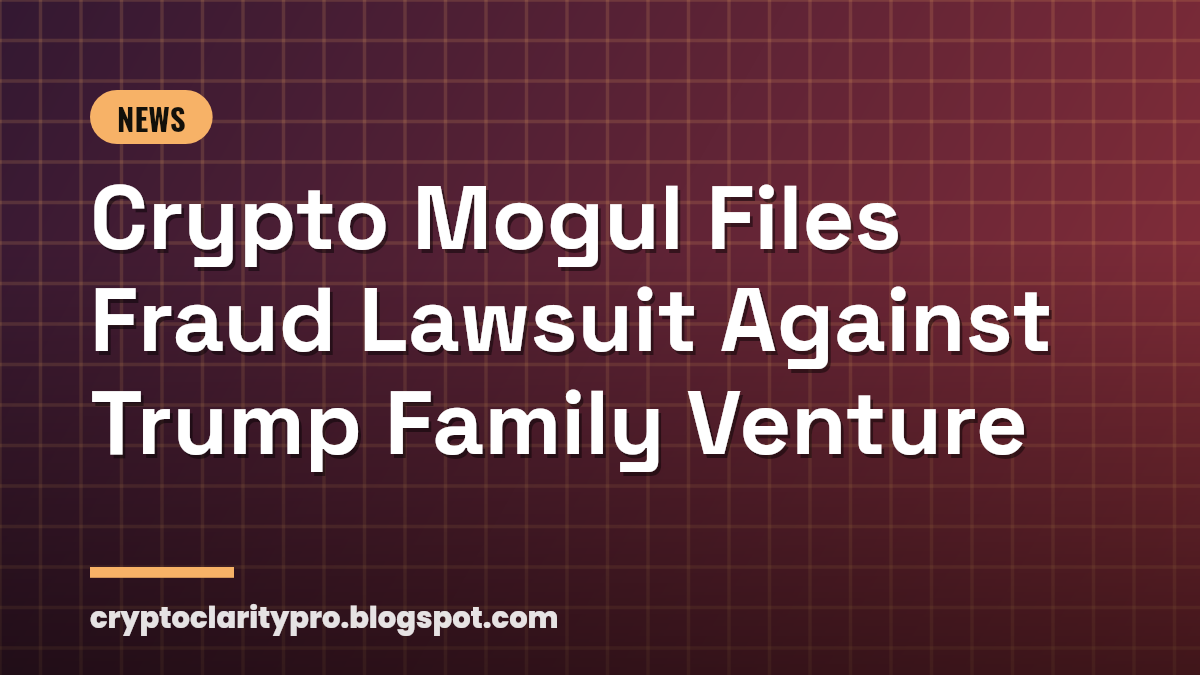 NEWS
Crypto Mogul Files
Fraud Lawsuit Against
Trump Family Venture
cryptoclaritypro.blogspot.com